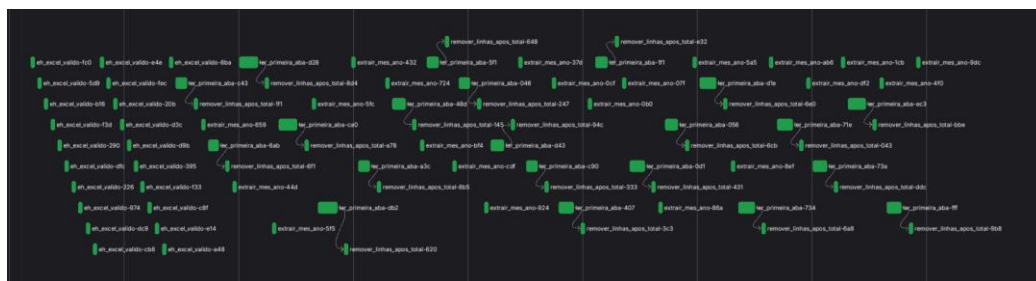 remover_linhas_apos_total-648 remover_linhas_apos_total-e32
eh_excel_valido-fc0 eh_excel_valido-e4e eh_excel_valido-8ba ler_primeira_aba-d28 extrair_mes_ano-432 ler_primeira_aba-5f1 extrair_mes_ano-37d ler_primeira_aba-1f1 extrair_mes_ano-5a5 extrair_mes_ano-ab6 extrair_mes_ano-1cb extrair_mes_ano-9dc
eh_excel_valido-5d9 eh_excel_valido-fec ler_primeira_aba-c43 remover_linhas_apos_total-8d4 extrair_mes_ano-724 ler_primeira_aba-046 extrair_mes_ano-0cf extrair_mes_ano-071 ler_primeira_aba-d1e extrair_mes_ano-df2 extrair_mes_ano-4f0
eh_excel_valido-b16 eh_excel_valido-20b remover_linhas_apos_total-1f1 extrair_mes_ano-5fc ler_primeira_aba-48d remover_linhas_apos_total-247 extrair_mes_ano-0b0 remover_linhas_apos_total-6e0 ler_primeira_aba-ec3
eh_excel_valido-f3d eh_excel_valido-d3c extrair_mes_ano-659 ler_primeira_aba-ca0 remover_linhas_apos_total-145 remover_linhas_apos_total-94c ler_primeira_aba-056 ler_primeira_aba-71e remover_linhas_apos_total-bbe
eh_excel_valido-290 eh_excel_valido-d9b ler_primeira_aba-6ab remover_linhas_apos_total-a78 extrair_mes_ano-bf4 ler_primeira_aba-d43 remover_linhas_apos_total-6cb remover_linhas_apos_total-043
eh_excel_valido-dfc eh_excel_valido-395 remover_linhas_apos_total-6f1 ler_primeira_aba-a3c extrair_mes_ano-cdf ler_primeira_aba-c90 ler_primeira_aba-0d1 extrair_mes_ano-8ef ler_primeira_aba-73a
eh_excel_valido-226 eh_excel_valido-f33 extrair_mes_ano-44d remover_linhas_apos_total-6b5 remover_linhas_apos_total-333 remover_linhas_apos_total-431 remover_linhas_apos_total-ddc
eh_excel_valido-974 eh_excel_valido-c8f ler_primeira_aba-db2 extrair_mes_ano-924 ler_primeira_aba-407 extrair_mes_ano-86a ler_primeira_aba-734 ler_primeira_aba-fff
eh_excel_valido-dc9 eh_excel_valido-e14 extrair_mes_ano-5f5 remover_linhas_apos_total-3c3 remover_linhas_apos_total-6a8 remover_linhas_apos_total-9b8
eh_excel_valido-cb8 eh_excel_valido-a48 remover_linhas_apos_total-620